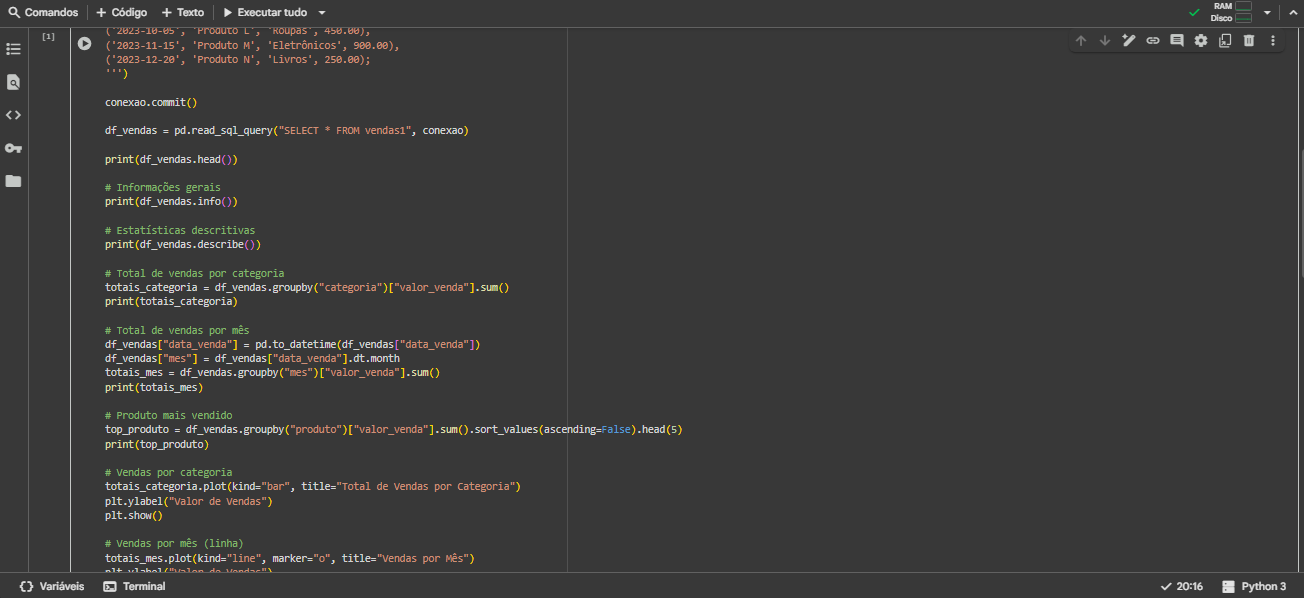 Comandos + Código + Texto Executar tudo RAM
Disco
[1]
('2023-10-05', 'Produto L', 'Roupas', 450.00),
('2023-11-15', 'Produto M', 'Eletrônicos', 900.00),
('2023-12-20', 'Produto N', 'Livros', 250.00);
''')
conexao.commit()
df_vendas = pd.read_sql_query("SELECT * FROM vendas1", conexao)
print(df_vendas.head())
# Informações gerais
print(df_vendas.info())
# Estatísticas descritivas
print(df_vendas.describe())
# Total de vendas por categoria
totais_categoria = df_vendas.groupby("categoria")["valor_venda"].sum()
print(totais_categoria)
# Total de vendas por mês
df_vendas["data_venda"] = pd.to_datetime(df_vendas["data_venda"])
df_vendas["mes"] = df_vendas["data_venda"].dt.month
totais_mes = df_vendas.groupby("mes")["valor_venda"].sum()
print(totais_mes)
# Produto mais vendido
top_produto = df_vendas.groupby("produto")["valor_venda"].sum().sort_values(ascending=False).head(5)
print(top_produto)
# Vendas por categoria
totais_categoria.plot(kind="bar", title="Total de Vendas por Categoria")
plt.ylabel("Valor de Vendas")
plt.show()
# Vendas por mês (linha)
totais_mes.plot(kind="line", marker="o", title="Vendas por Mês")
plt.ylabel("Valor de Vendas")
Variáveis Terminal 20:16 Python 3